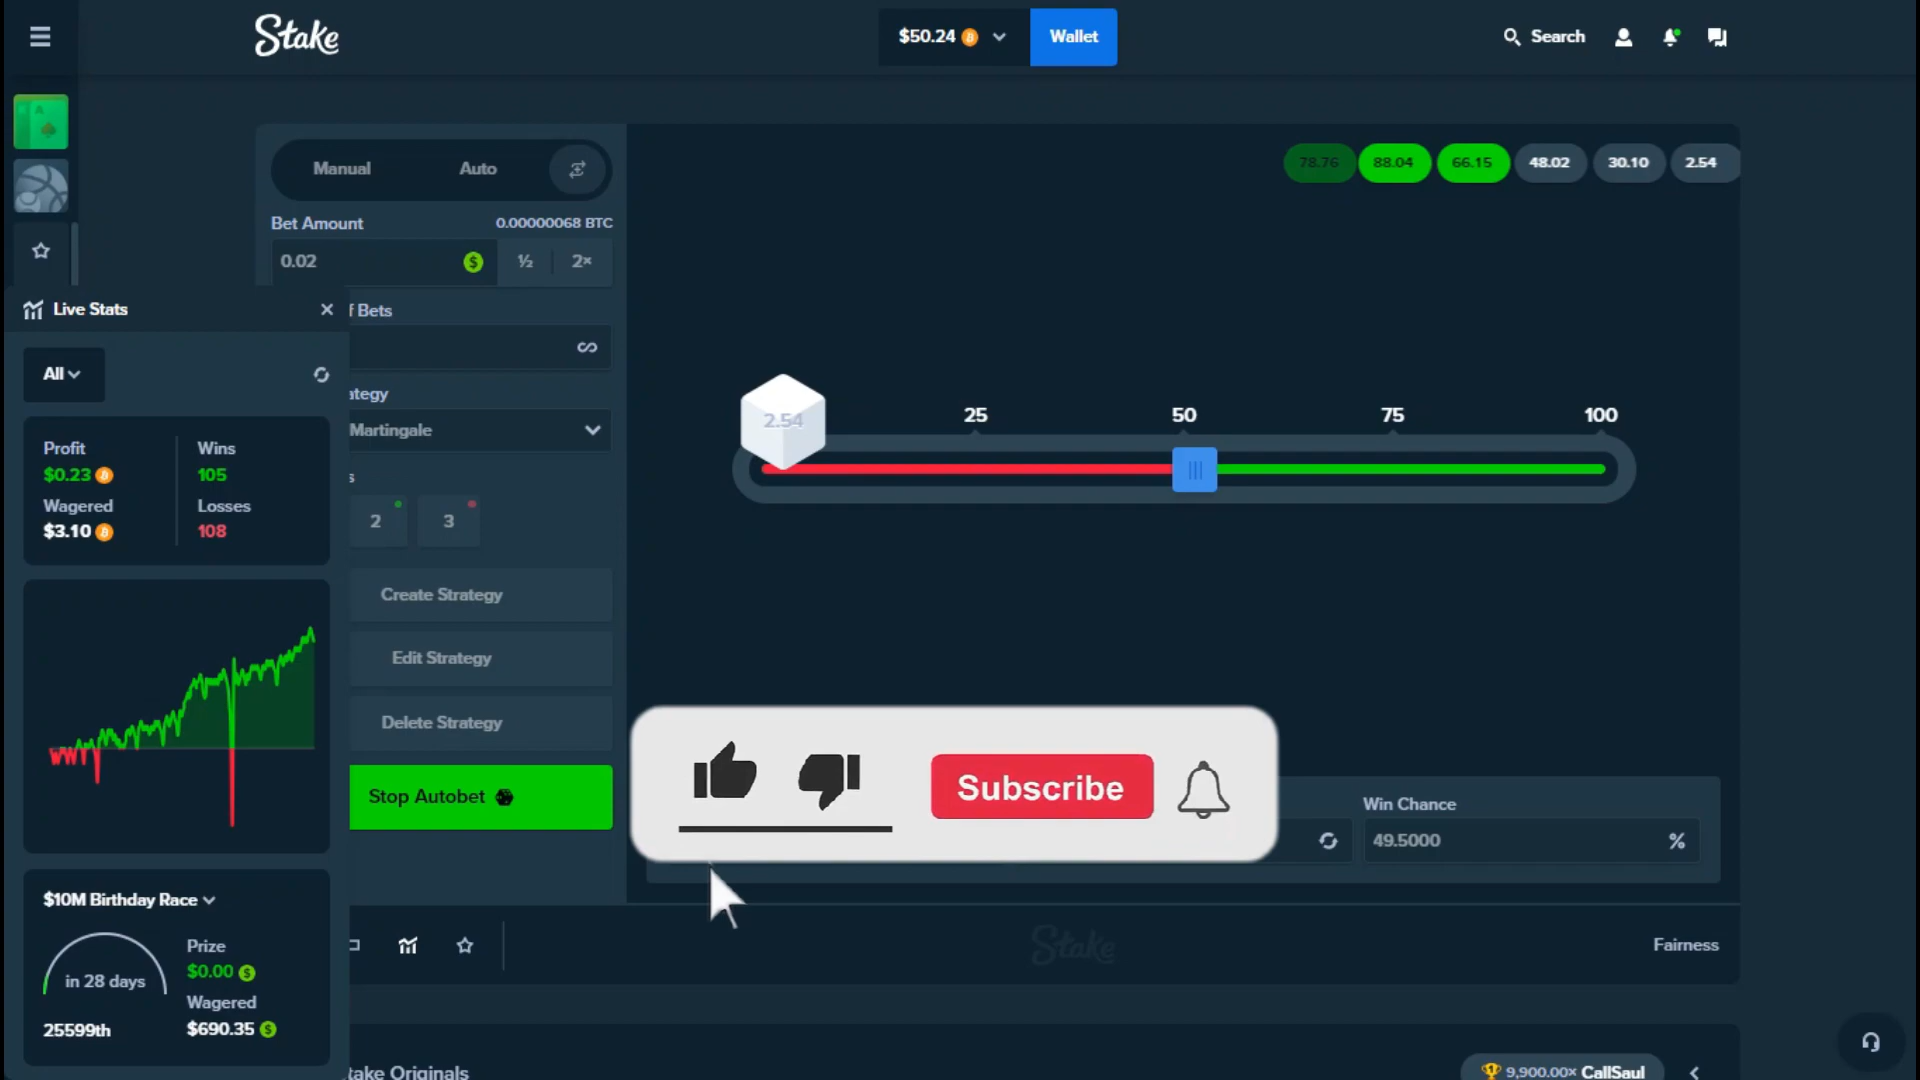 Stake
$50.24
Wallet
Search
Manual
Auto
78.76
88.04
66.15
48.02
30.10
2.54
Bet Amount
0.00000068 BTC
0.02
$
½
2×
Live Stats
f Bets
All
ategy
Martingale
2.54
25
50
75
100
Profit
Wins
$0.23
105
Wagered
Losses
$3.10
108
s
2
3
Create Strategy
Edit Strategy
Delete Strategy
Stop Autobet
Subscribe
Win Chance
49.5000
%
$10M Birthday Race
in 28 days
Prize
$0.00
Wagered
25599th
$690.35
Stake
Fairness
take Originals
9,900.00× CallSaul